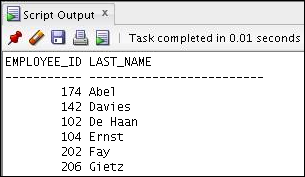 Script Output x
Task completed in 0.01 seconds
EMPLOYEE_ID LAST_NAME
----------- -------------------------
174 Abel
142 Davies
102 De Haan
104 Ernst
202 Fay
206 Gietz